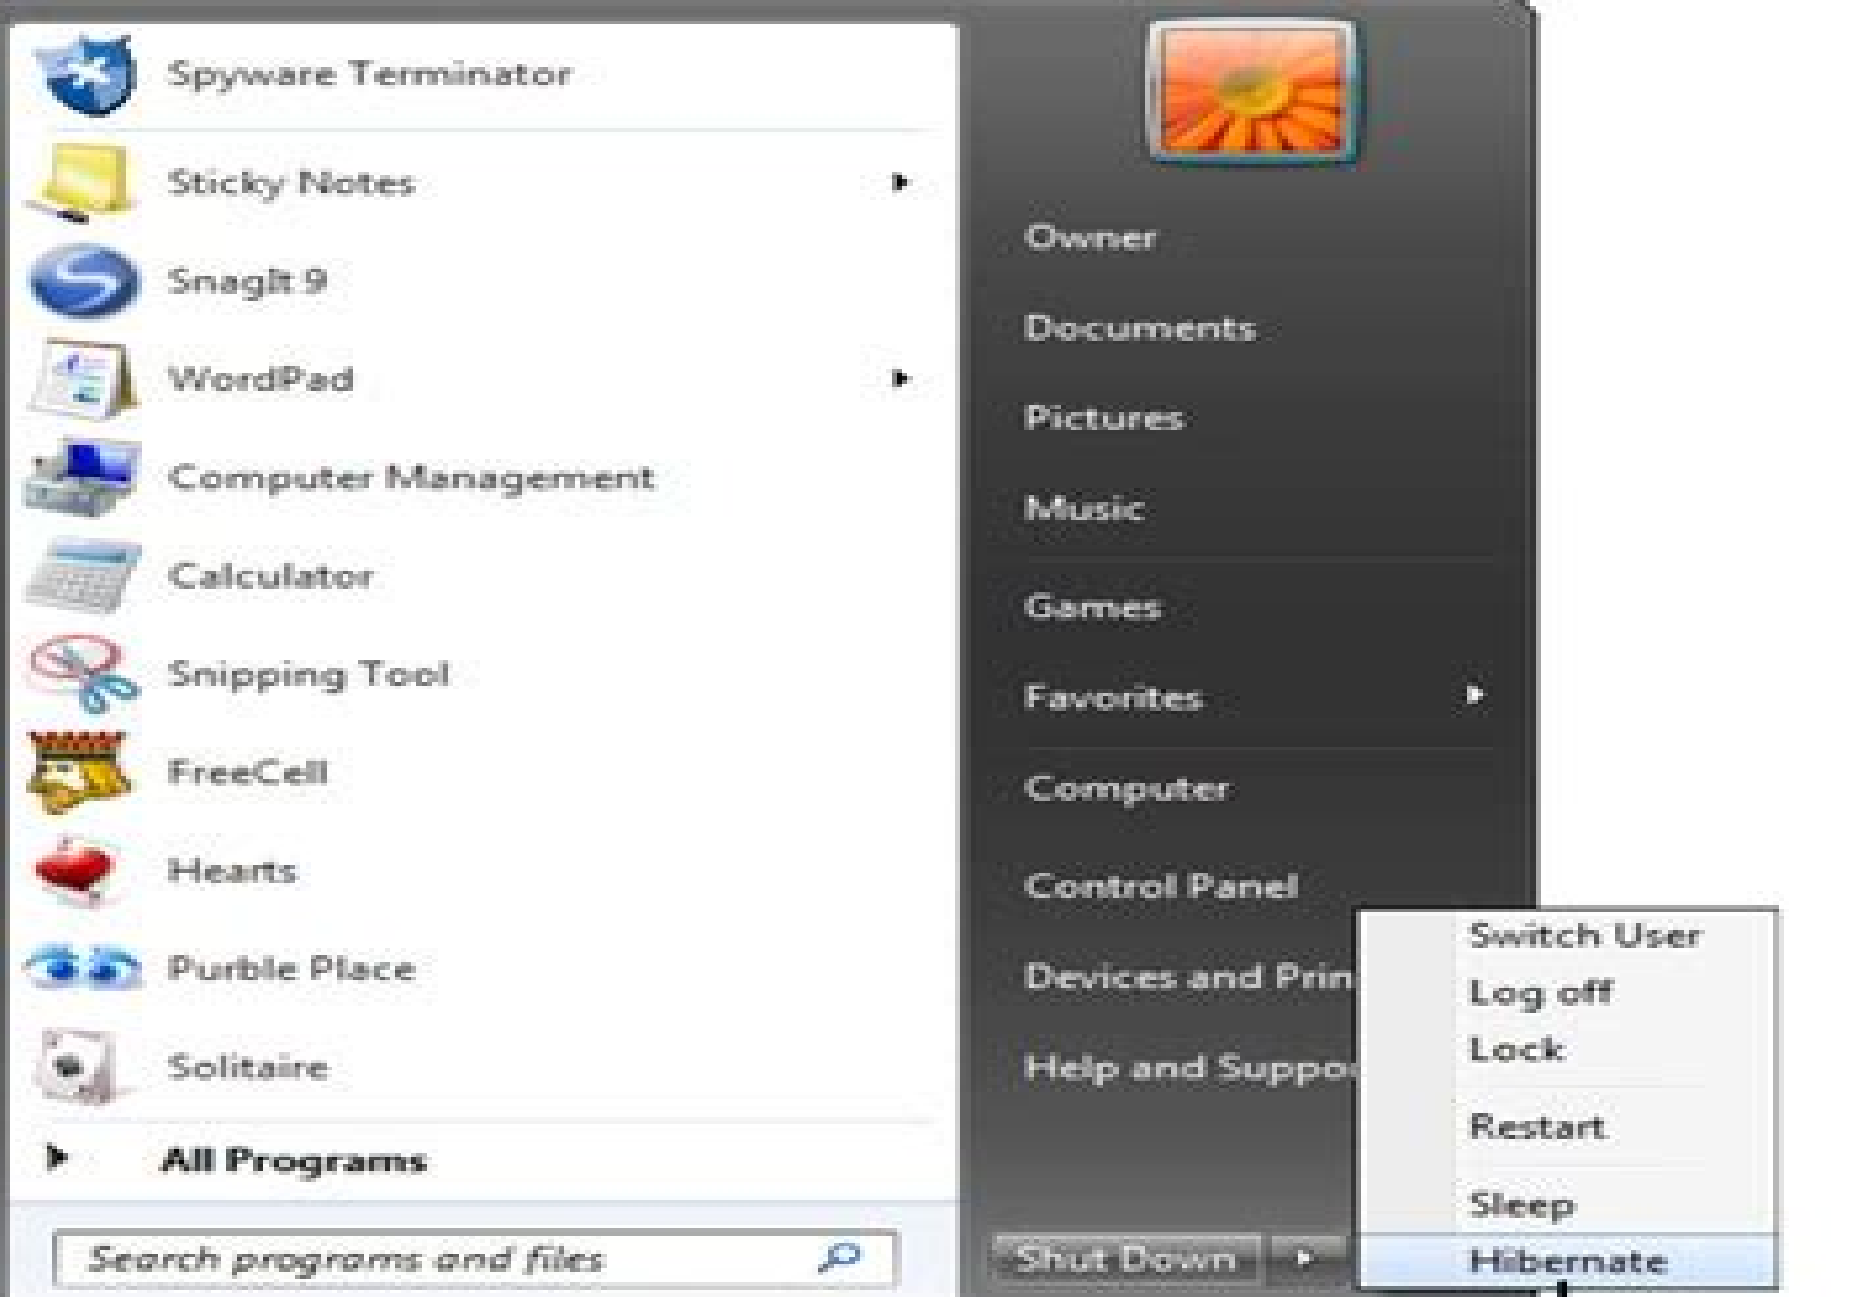 Spyware Terminator
Sticky Notes
SnagIt 9
WordPad
Computer Management
Calculator
Snipping Tool
FreeCell
Hearts
Purble Place
Solitaire
All Programs
Search programs and files
Owner
Documents
Pictures
Music
Games
Favorites
Computer
Control Panel
Devices and Prin
Help and Suppo
Shut Down
Switch User
Log off
Lock
Restart
Sleep
Hibernate